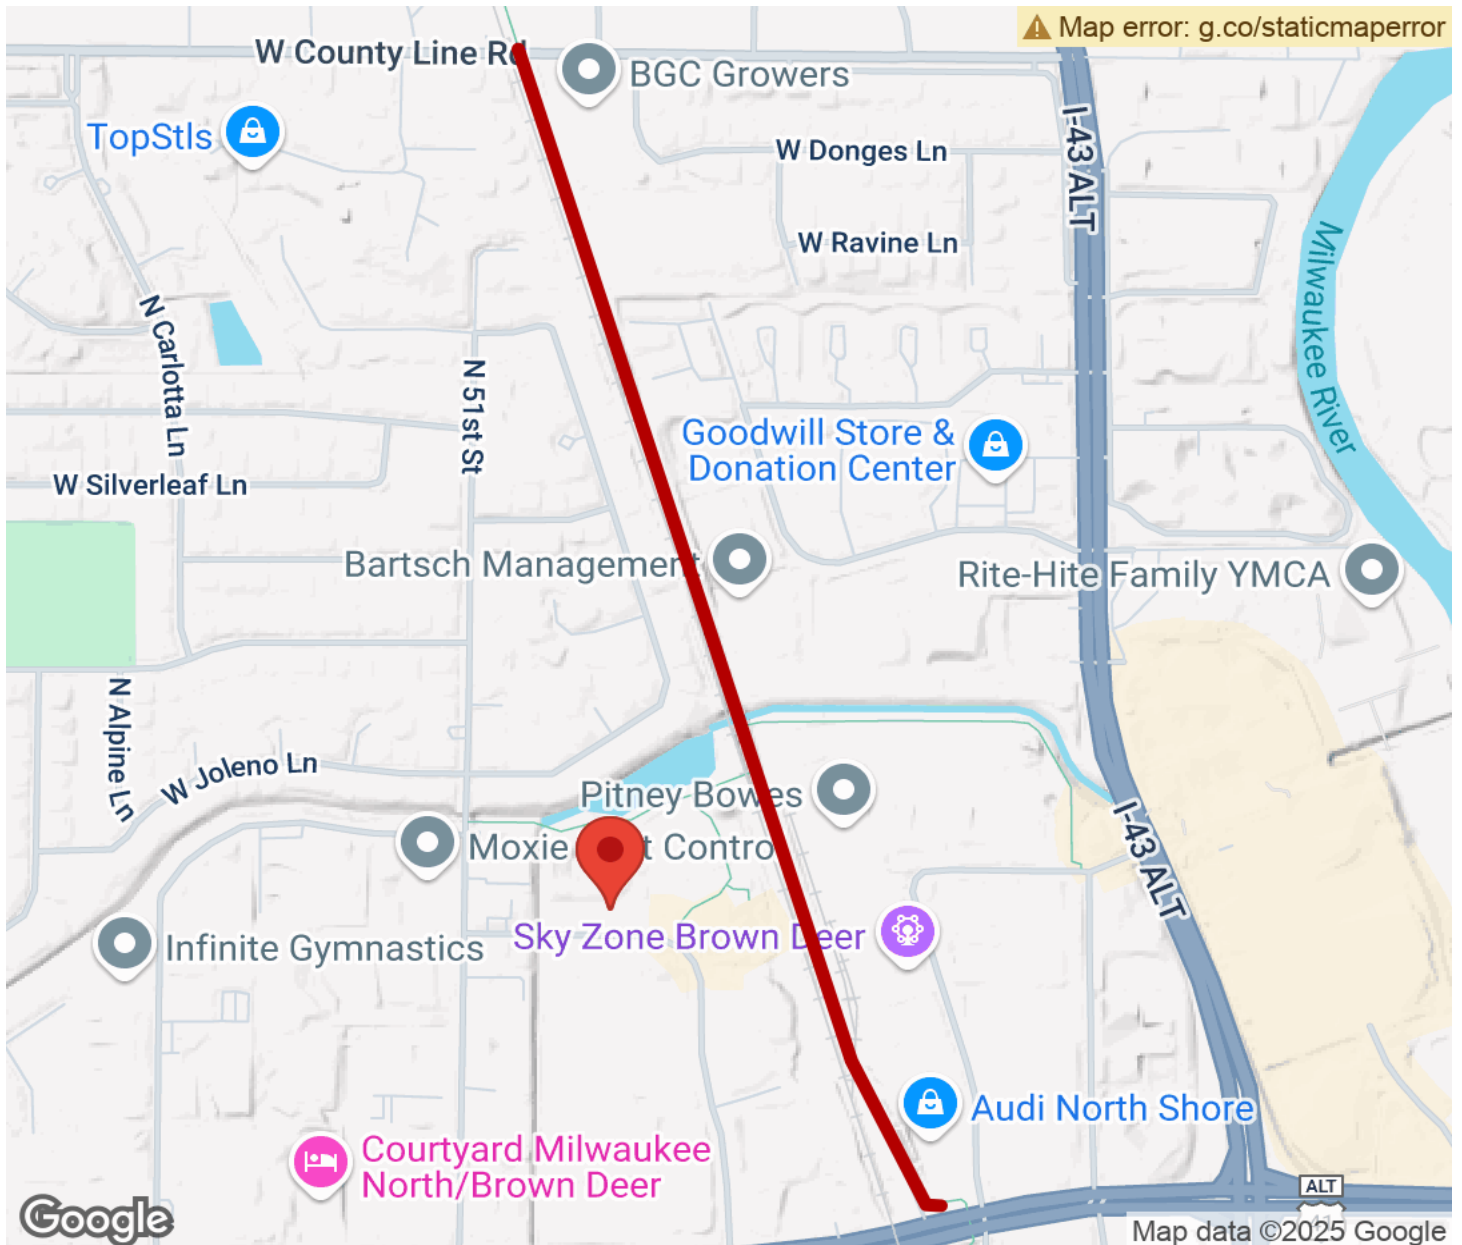 Map error: g.co/staticmaperror
W County Line Rd
BGC Growers
TopStls
I-43 ALT
W Donges Ln
W Ravine Ln
Milwaukee River
N Carlotta Ln
N 51st St
Goodwill Store &
Donation Center
W Silverleaf Ln
Bartsch Management
Rite-Hite Family YMCA
N Alpine Ln
W Joleno Ln
Pitney Bowes
I-43 ALT
Moxie
t Contro
Sky Zone Brown Deer
Infinite Gymnastics
Audi North Shore
Courtyard Milwaukee
North/Brown Deer
ALT
Google
Map data ©2025 Google